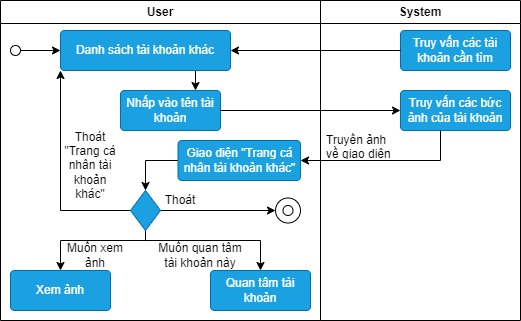 User
System
Danh sách tài khoản khác
Truy vấn các tài
khoản cần tìm
Nhấp vào tên tài
khoản
Truy vấn các bức
ảnh của tài khoản
Thoát
"Trang cá
nhân tài
khoản
khác"
Giao diện "Trang cá
nhân tài khoản khác"
Truyền ảnh
về giao diện
Thoát
Muốn xem
ảnh
Muốn quan tâm
tài khoản này
Xem ảnh
Quan tâm tài
khoản